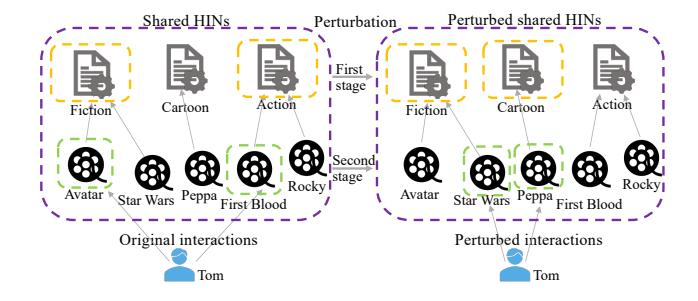 Shared HINs
Perturbation
Perturbed shared HINs
Fiction
Cartoon
Action
First
stage
Fiction
Cartoon
Action
Avatar
Star Wars
Peppa
First Blood
Rocky
Second
stage
Avatar
Star Wars
Peppa
First Blood
Rocky
Original interactions
Perturbed interactions
Tom
Tom